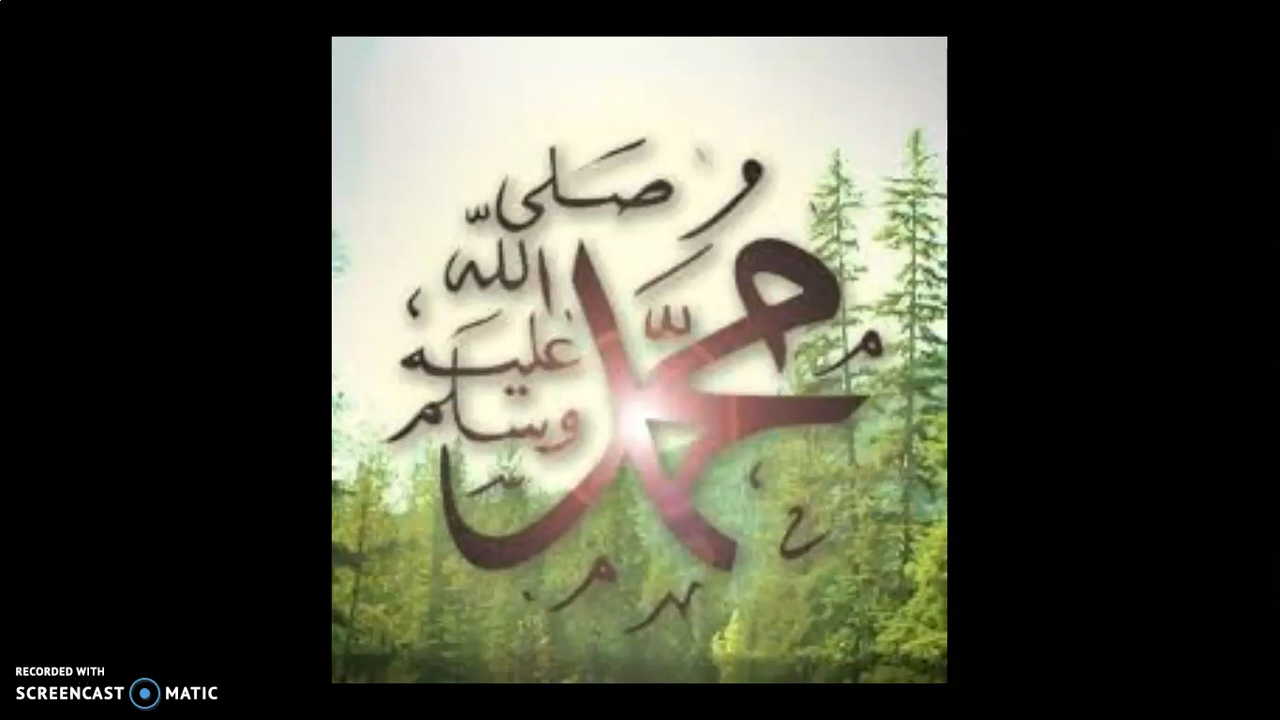 محمد
صلى
الله
عليه
وسلم
RECORDED WITH
SCREENCAST MATIC